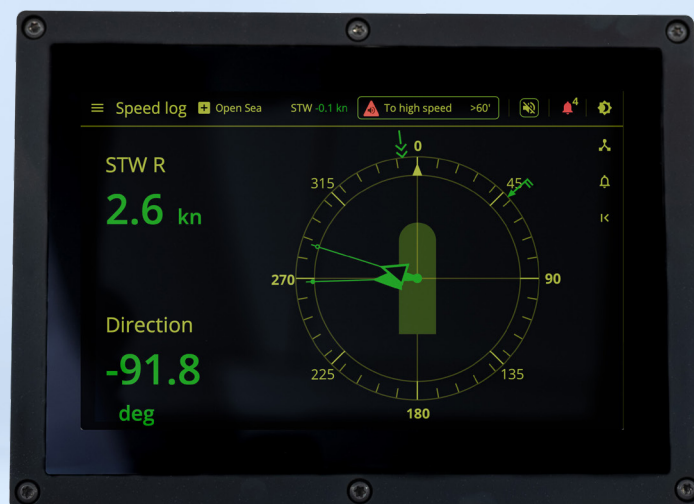 Speed log Open Sea STW -0.1 kn To high speed >60' 4
STW R
2.6 kn
Direction
-91.8
deg
0
45
90
135
180
225
270
315